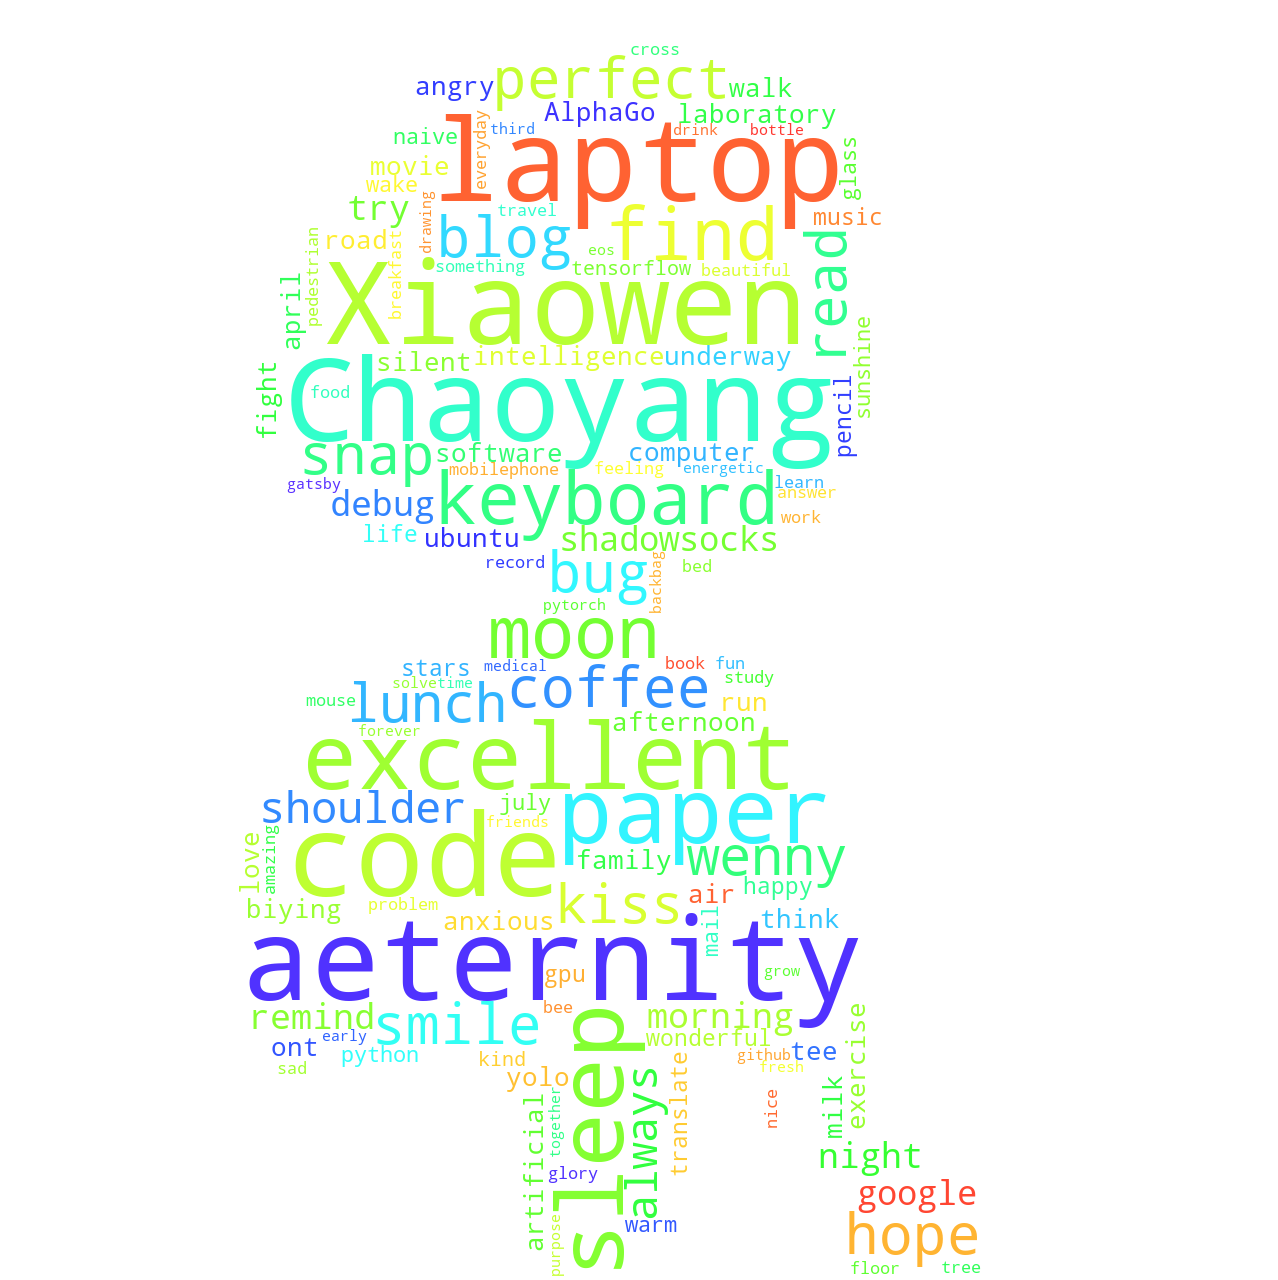 cross
perfect
angry
walk
AlphaGo
laboratory
laptop
everyday
third
drink
bottle
naive
glass
movie
wake
try
drawing
travel
find
music
blog
read
road
pedestrian
breakfast
eos
something
tensorflow
beautiful
april
Xiaowen
sunshine
silent
intelligence
underway
fight
food
Chaoyang
pencil
snap
software
computer
mobilephone
feeling
energetic
gatsby
learn
answer
debug
keyboard
work
life
ubuntu
shadowsocks
record
bug
backbag
bed
pytorch
moon
stars
medical
book
fun
solve
time
study
mouse
lunch
coffee
run
afternoon
forever
excellent
shoulder
july
paper
friends
love
amazing
code
family
wenny
happy
kiss
air
problem
biying
anxious
mail
think
aeternity
gpu
grow
bee
remind
smile
morning
exercise
early
wonderful
ont
python
kind
github
tee
sad
fresh
yolo
sleep
always
translate
nice
milk
artificial
together
night
glory
google
purpose
warm
hope
floor
tree